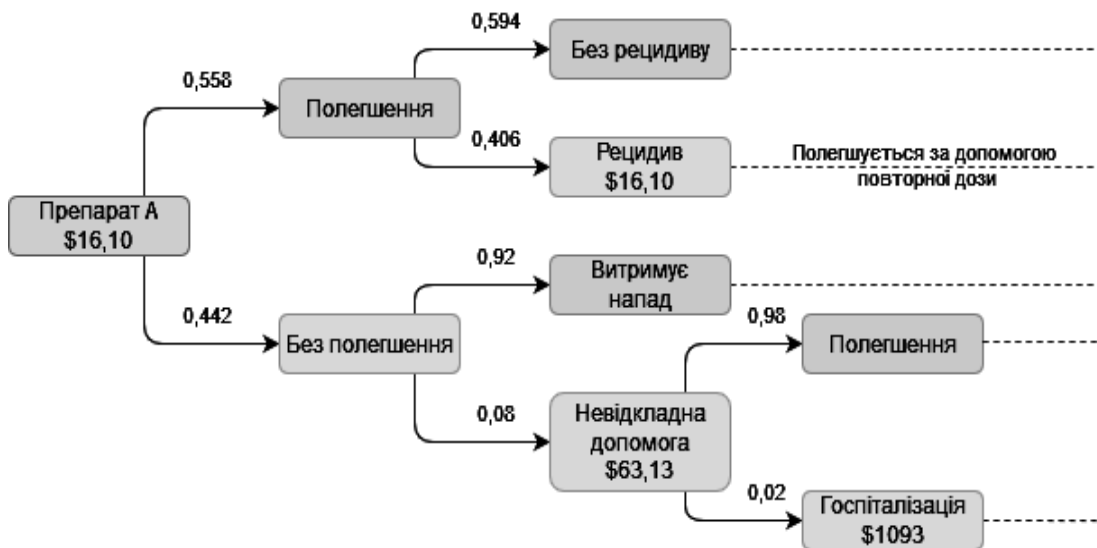 0,594
Без рецидиву
0,558
Полегшення
0,406
Рецидив
$16,10
Полегшується за допомогою
повторної дози
Препарат А
$16,10
0,92
Витримує
напад
0,442
Без полегшення
0,98
Полегшення
0,08
Невідкладна
допомога
$63,13
0,02
Госпіталізація
$1093